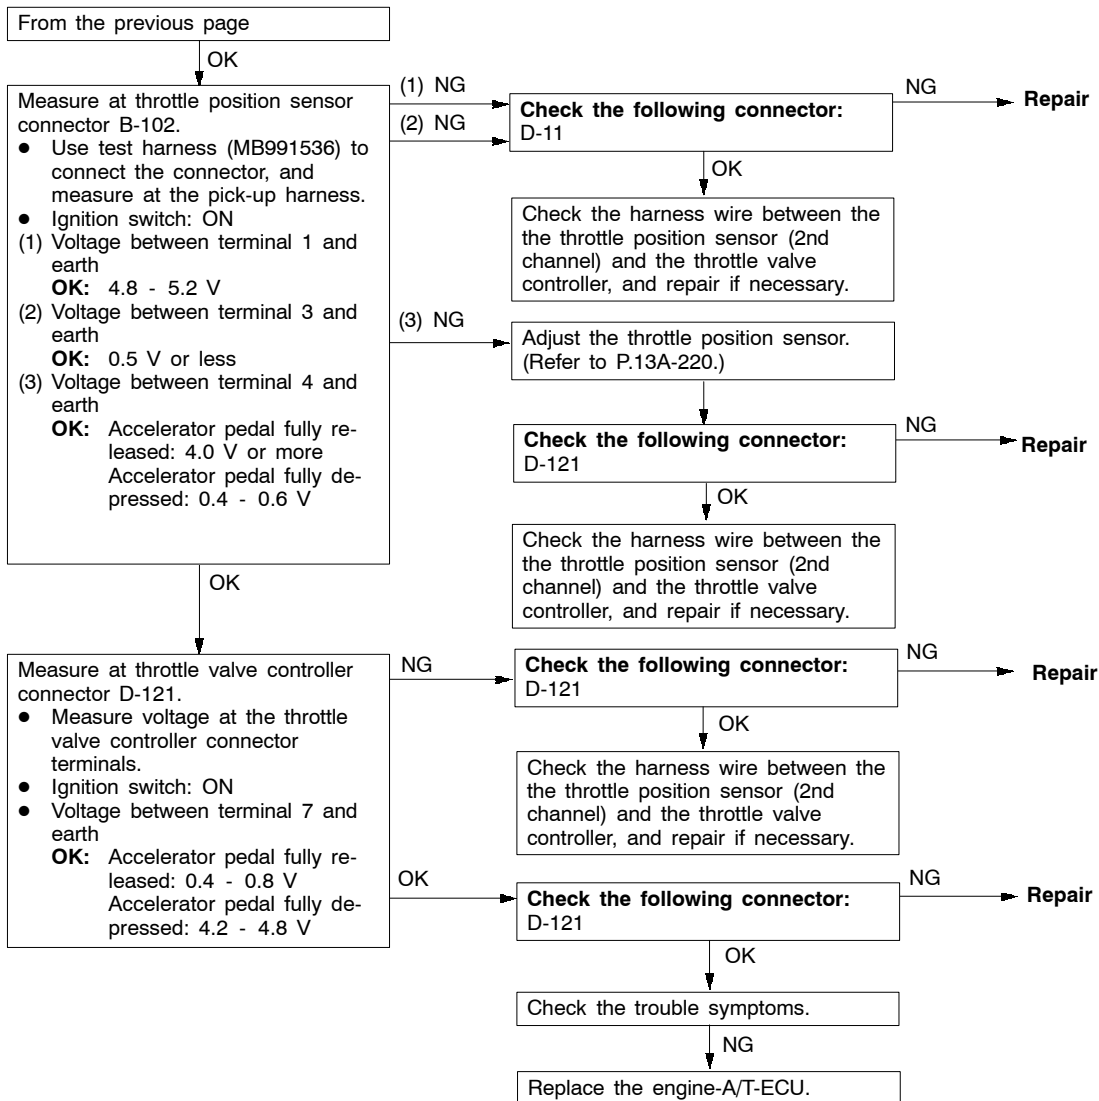 From the previous page
OK
Measure at throttle position sensor
connector B-102.
● Use test harness (MB991536) to
connect the connector, and
measure at the pick-up harness.
● Ignition switch: ON
(1) Voltage between terminal 1 and
earth
OK: 4.8 - 5.2 V
(2) Voltage between terminal 3 and
earth
OK: 0.5 V or less
(3) Voltage between terminal 4 and
earth
OK: Accelerator pedal fully re-
leased: 4.0 V or more
Accelerator pedal fully de-
pressed: 0.4 - 0.6 V
(1) NG
(2) NG
Check the following connector:
D-11
NG
Repair
OK
Check the harness wire between the
the throttle position sensor (2nd
channel) and the throttle valve
controller, and repair if necessary.
(3) NG
Adjust the throttle position sensor.
(Refer to P.13A-220.)
Check the following connector:
D-121
NG
Repair
OK
Check the harness wire between the
the throttle position sensor (2nd
channel) and the throttle valve
controller, and repair if necessary.
OK
Measure at throttle valve controller
connector D-121.
● Measure voltage at the throttle
valve controller connector
terminals.
● Ignition switch: ON
● Voltage between terminal 7 and
earth
OK: Accelerator pedal fully re-
leased: 0.4 - 0.8 V
Accelerator pedal fully de-
pressed: 4.2 - 4.8 V
NG
Check the following connector:
D-121
NG
Repair
OK
Check the harness wire between the
the throttle position sensor (2nd
channel) and the throttle valve
controller, and repair if necessary.
OK
Check the following connector:
D-121
NG
Repair
OK
Check the trouble symptoms.
NG
Replace the engine-A/T-ECU.